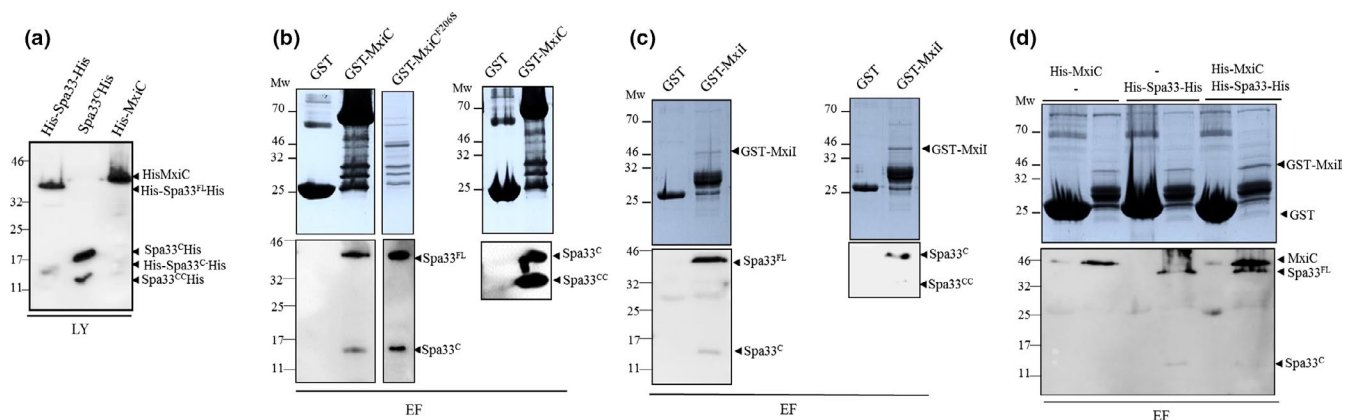 (a)
His-Spa33-His
Spa33ᶜHis
His-MxiC
46
32
25
17
11
HisMxiC
His-Spa33ᶠᴸ-His
Spa33ᶜHis
His-Spa33ᶜ-His
Spa33ᶜᶜHis
LY
(b)
GST
GST-MxiC
GST-MxiCᶠ²⁰⁶ˢ
Mw
70
46
32
25
46
32
25
17
11
Spa33ᶠᴸ
Spa33ᶜ
GST
GST-MxiC
Mw
70
46
32
25
Spa33ᶜ
Spa33ᶜᶜ
EF
(c)
GST
GST-MxiI
Mw
70
46
32
25
GST-MxiI
46
32
25
17
11
Spa33ᶠᴸ
Spa33ᶜ
GST
GST-MxiI
Mw
70
46
32
25
GST-MxiI
Spa33ᶜ
Spa33ᶜᶜ
EF
(d)
His-MxiC - His-MxiC
- His-Spa33-His His-Spa33-His
Mw
70
46
32
25
GST-MxiI
GST
46
32
25
17
11
MxiC
Spa33ᶠᴸ
Spa33ᶜ
EF